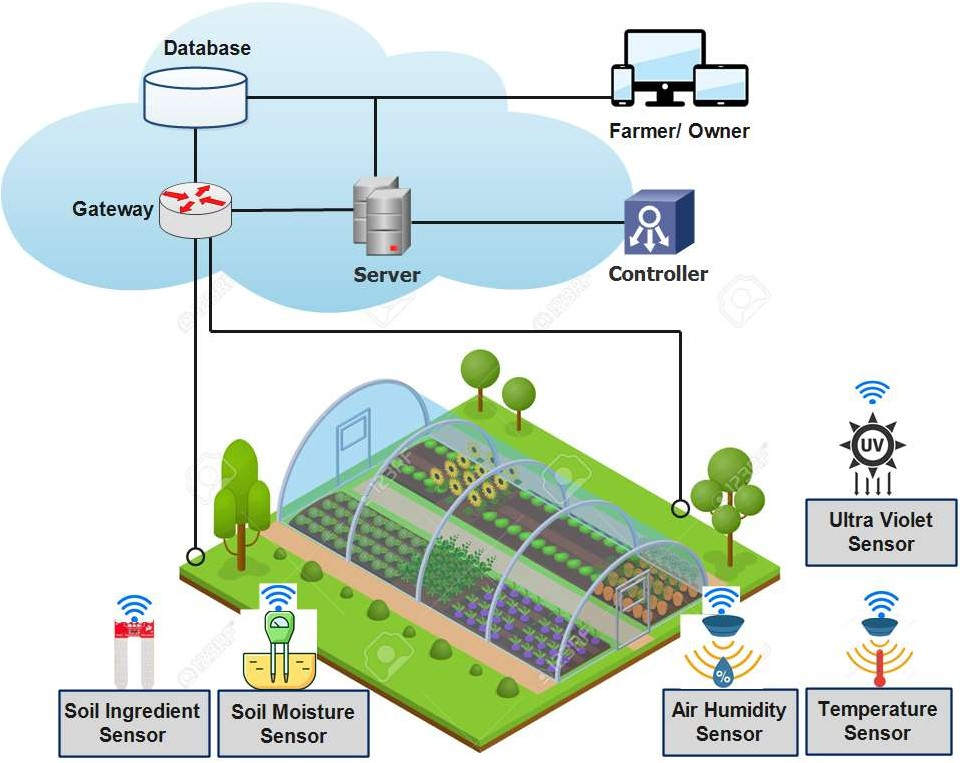 Database
Farmer/ Owner
Gateway
Server
Controller
UV
Ultra Violet
Sensor
%
Soil Ingredient
Sensor
Soil Moisture
Sensor
Air Humidity
Sensor
Temperature
Sensor